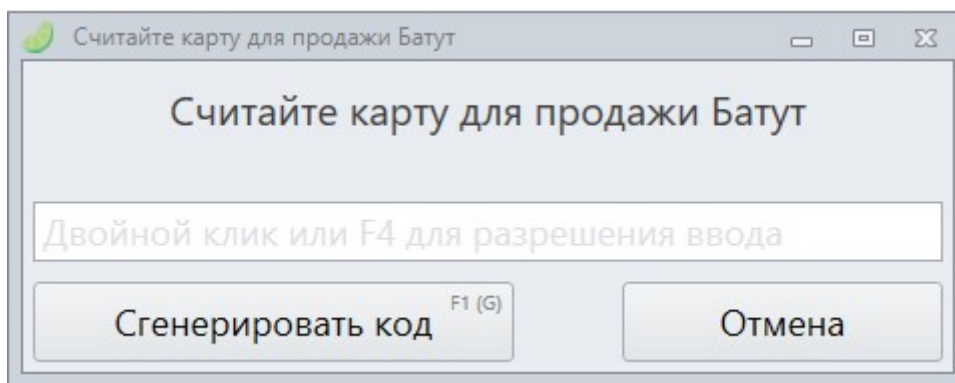 Считайте карту для продажи Батут
Считайте карту для продажи Батут
Двойной клик или F4 для разрешения ввода
Сгенерировать код F1 (G) Отмена